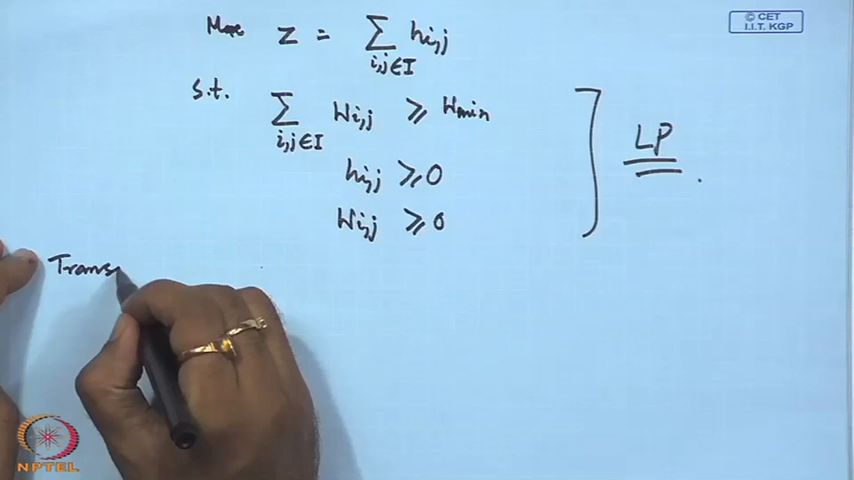 Max Z = ∑ hi,j
i,j∈I
© CET
I.I.T. KGP
s.t. ∑ Wi,j ≥ Wmin
i,j∈I
hi,j ≥ 0
Wi,j ≥ 0
LP
Trans
NPTEL